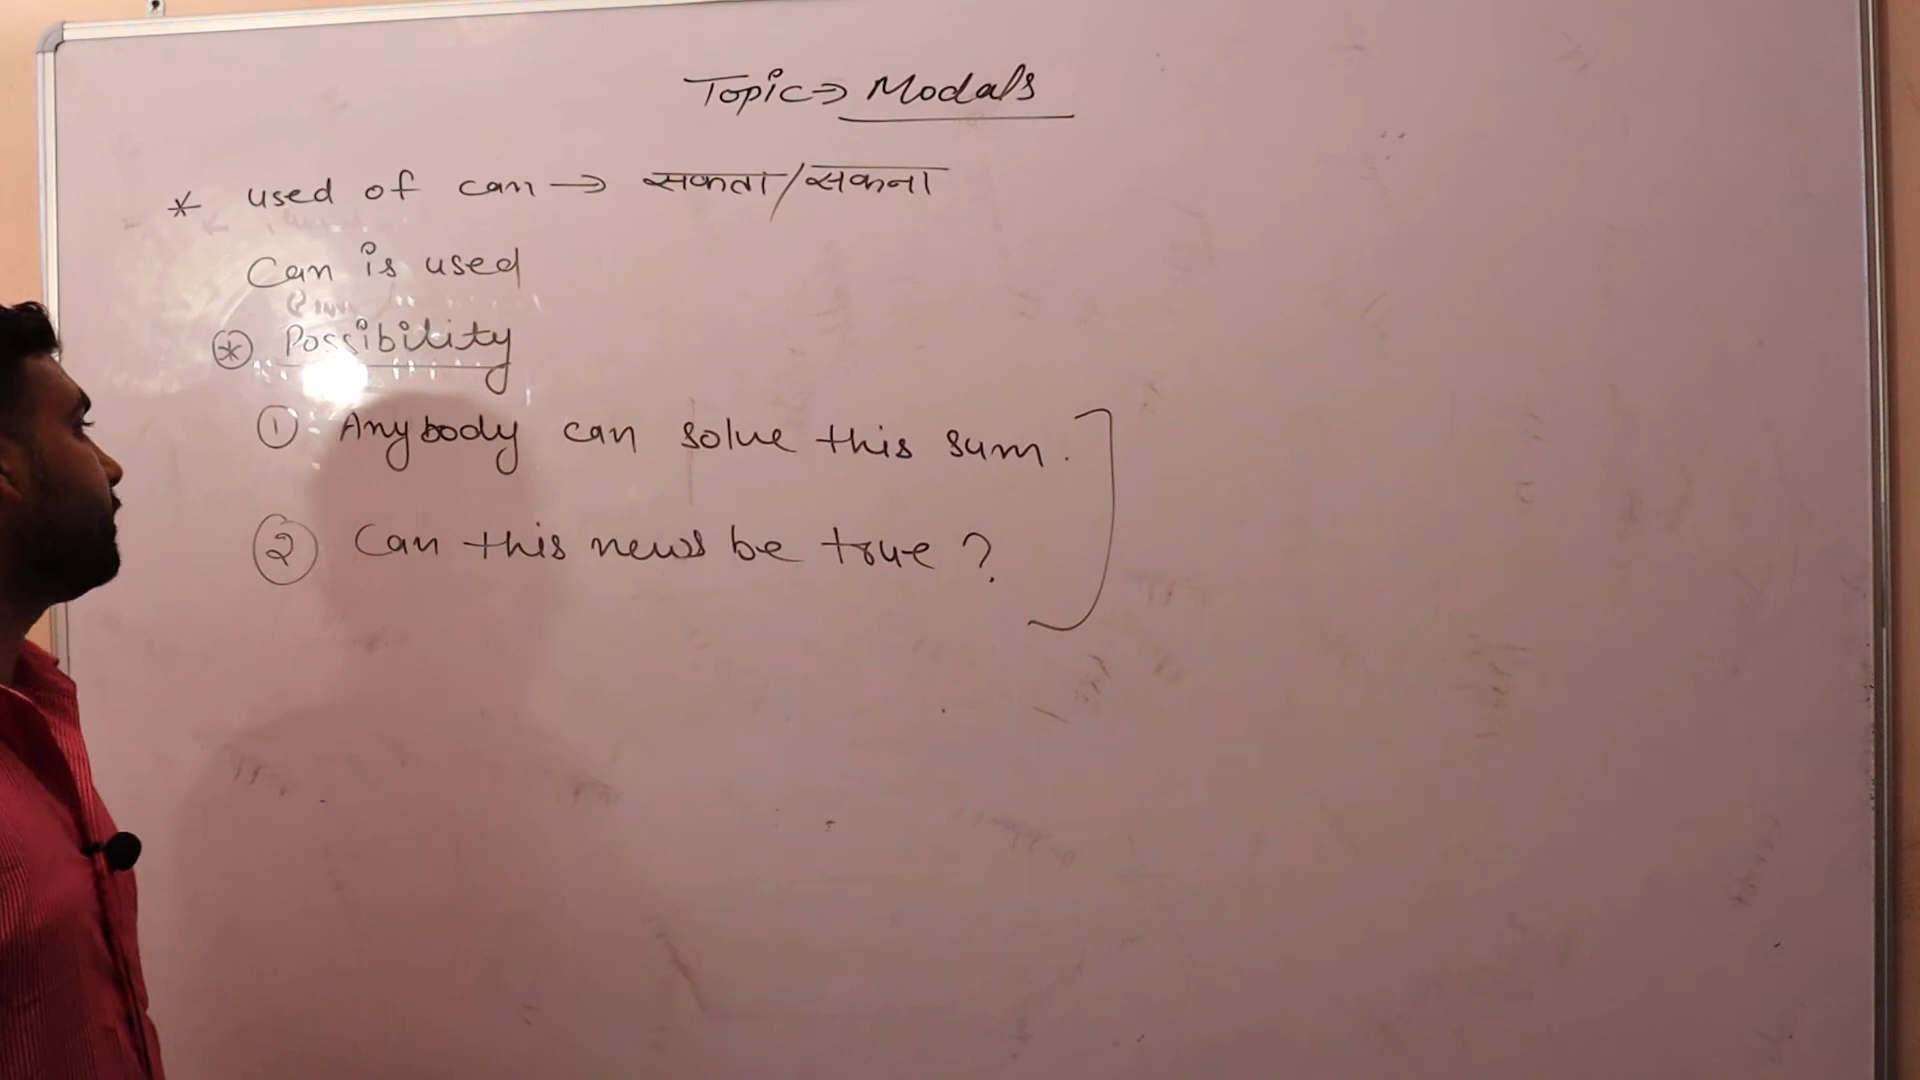 Topic⇒ Modals
* used of can → सकता/सकना
Can is used
* Possibility
① Anybody can solve this sum.
② Can this news be true?